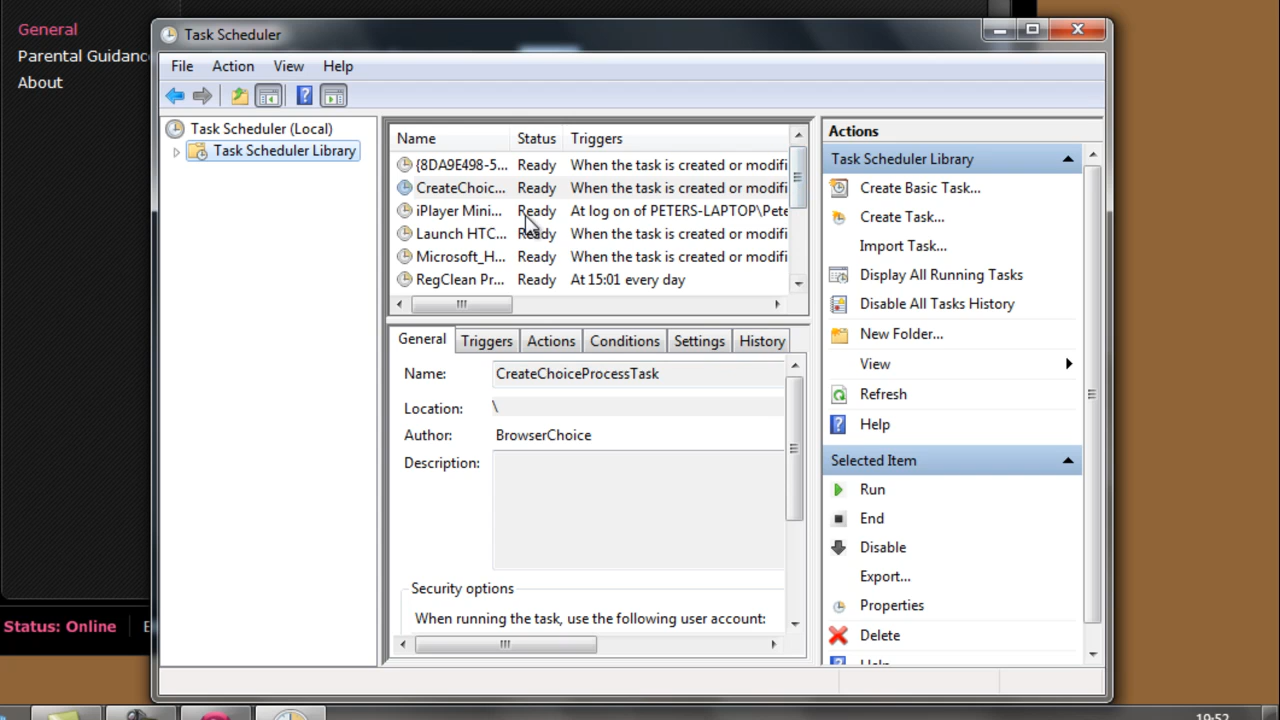 General
Parental Guidanc
About
Status: Online
Task Scheduler
File Action View Help
Task Scheduler (Local)
Task Scheduler Library
Name Status Triggers
{8DA9E498-5... Ready When the task is created or modifi
CreateChoic... Ready When the task is created or modifi
iPlayer Mini... Ready At log on of PETERS-LAPTOP\Pete
Launch HTC... Ready When the task is created or modifi
Microsoft_H... Ready When the task is created or modifi
RegClean Pr... Ready At 15:01 every day
General Triggers Actions Conditions Settings History
Name: CreateChoiceProcessTask
Location: \
Author: BrowserChoice
Description:
Security options
When running the task, use the following user account:
Actions
Task Scheduler Library
Create Basic Task...
Create Task...
Import Task...
Display All Running Tasks
Disable All Tasks History
New Folder...
View
Refresh
Help
Selected Item
Run
End
Disable
Export...
Properties
Delete
Help
19:52